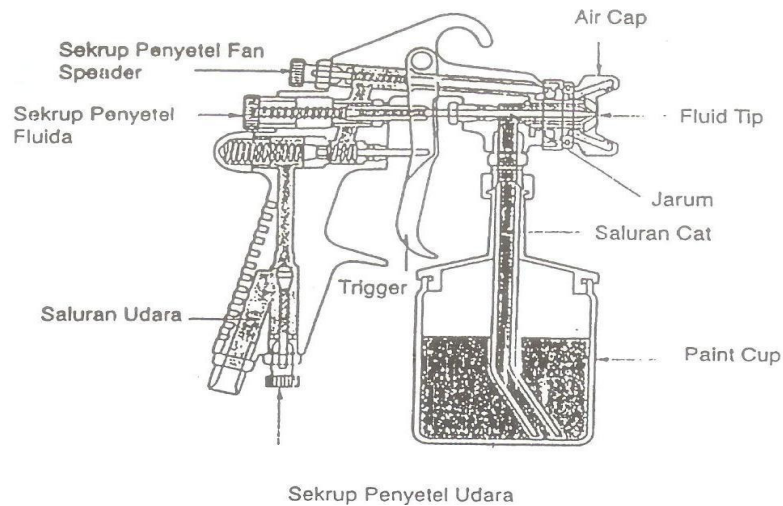 Air Cap
Sekrup Penyetel Fan
Speader
Sekrup Penyetel
Fluida
Fluid Tip
Jarum
Saluran Cat
Trigger
Saluran Udara
Paint Cup
Sekrup Penyetel Udara